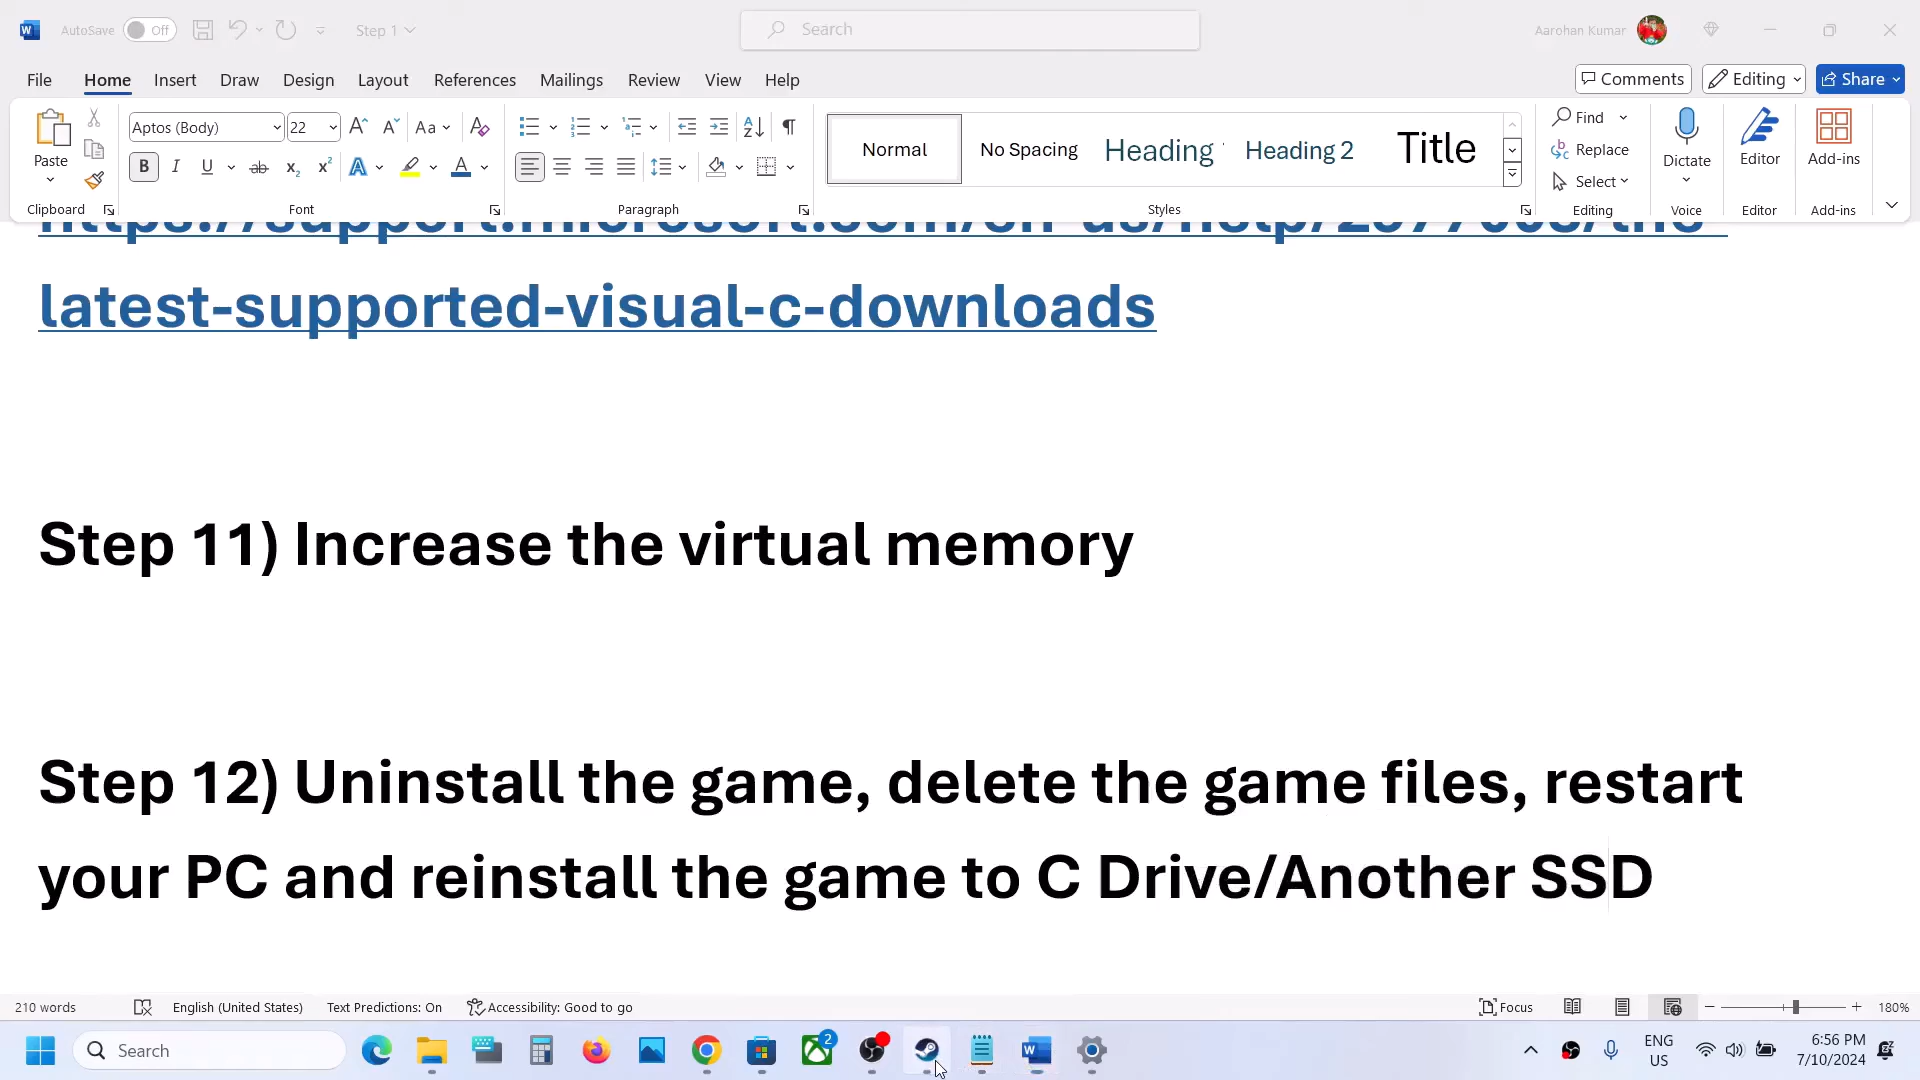 AutoSave Off Step 1 Search Aarohan Kumar
File Home Insert Draw Design Layout References Mailings Review View Help Comments Editing Share
Paste Aptos (Body) 22 Aa Normal No Spacing Heading Heading 2 Title Find Replace Select Dictate Editor Add-ins
Clipboard Font Paragraph Styles Editing Voice Editor Add-ins
latest-supported-visual-c-downloads
Step 11) Increase the virtual memory
Step 12) Uninstall the game, delete the game files, restart
your PC and reinstall the game to C Drive/Another SSD
210 words English (United States) Text Predictions: On Accessibility: Good to go Focus 180%
Search 2 ENG 6:56 PM
US 7/10/2024